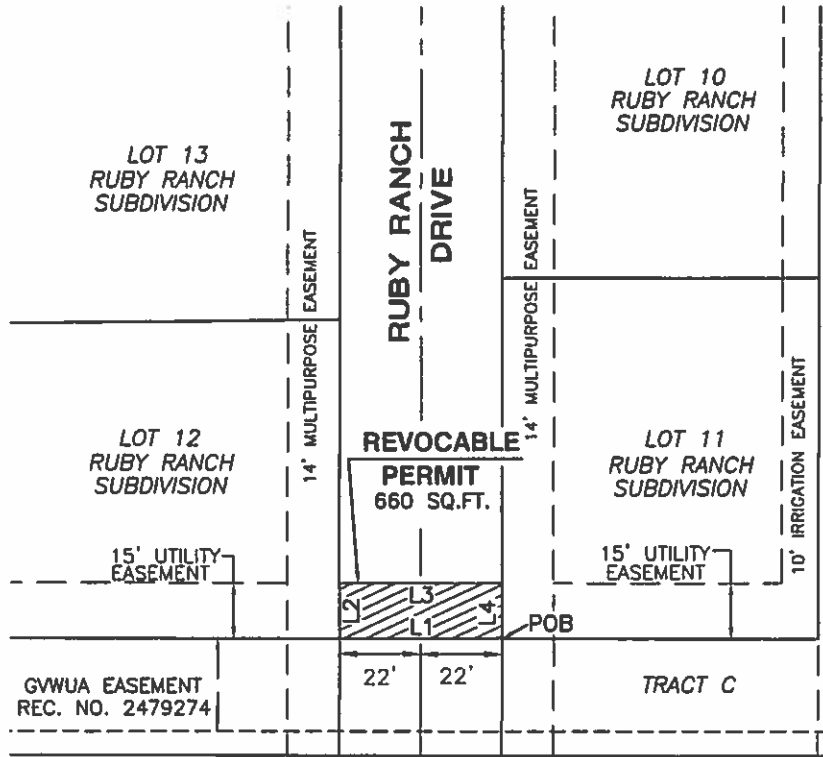 LOT 13
RUBY RANCH
SUBDIVISION
RUBY RANCH
DRIVE
LOT 10
RUBY RANCH
SUBDIVISION
14' MULTIPURPOSE EASEMENT
14' MULTIPURPOSE EASEMENT
10' IRRIGATION EASEMENT
LOT 12
RUBY RANCH
SUBDIVISION
REVOCABLE
PERMIT
660 SQ.FT.
LOT 11
RUBY RANCH
SUBDIVISION
15' UTILITY
EASEMENT
15' UTILITY
EASEMENT
L2
L3
L1
L4
POB
22'
22'
GVWUA EASEMENT
REC. NO. 2479274
TRACT C